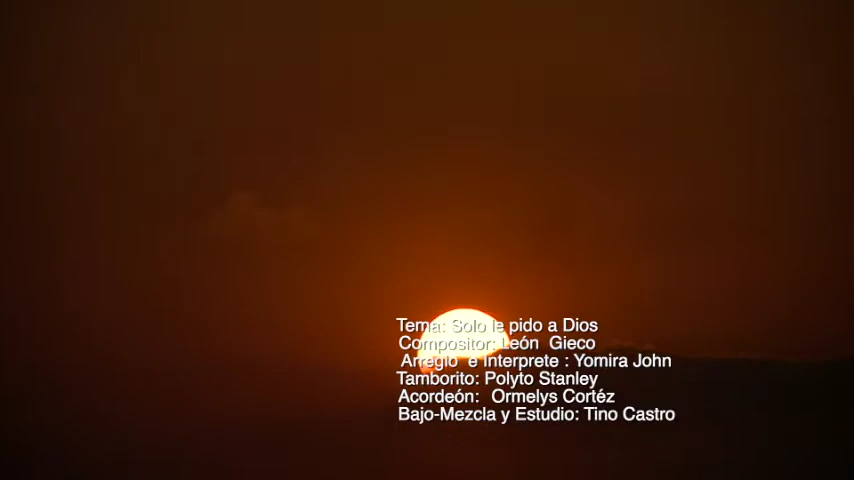 Tema: Solo le pido a Dios
Compositor: León Gieco
Arreglo e Interprete : Yomira John
Tamborito: Polyto Stanley
Acordeón: Ormelys Cortéz
Bajo-Mezcla y Estudio: Tino Castro